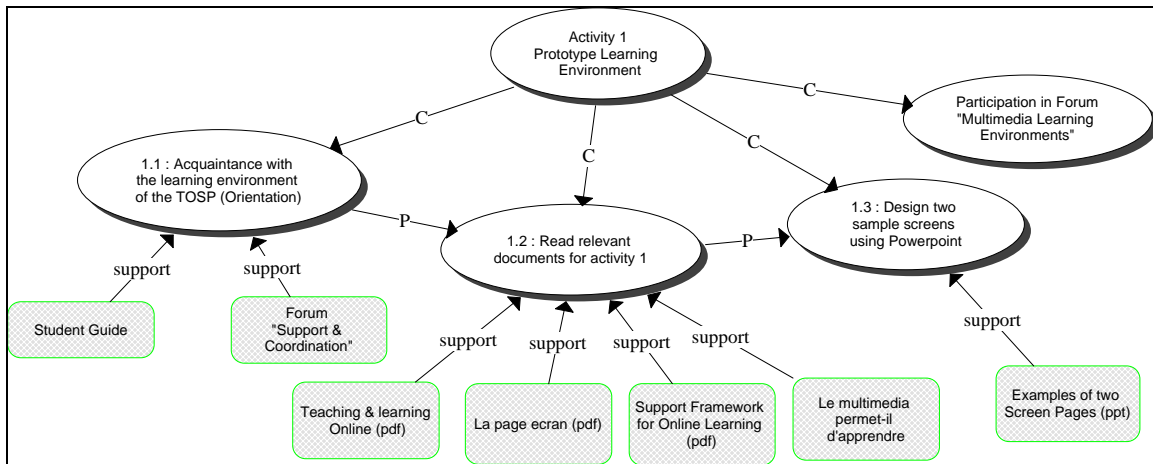 Activity 1
Prototype Learning
Environment
C
C
C
C
Participation in Forum
"Multimedia Learning
Environments"
1.1 : Acquaintance with
the learning environment
of the TOSP (Orientation)
P
1.2 : Read relevant
documents for activity 1
P
1.3 : Design two
sample screens
using Powerpoint
support
support
Student Guide
Forum
"Support &
Coordination"
support
support
support
support
support
Teaching & learning
Online (pdf)
La page ecran (pdf)
Support Framework
for Online Learning
(pdf)
Le multimedia
permet-il
d'apprendre
Examples of two
Screen Pages (ppt)